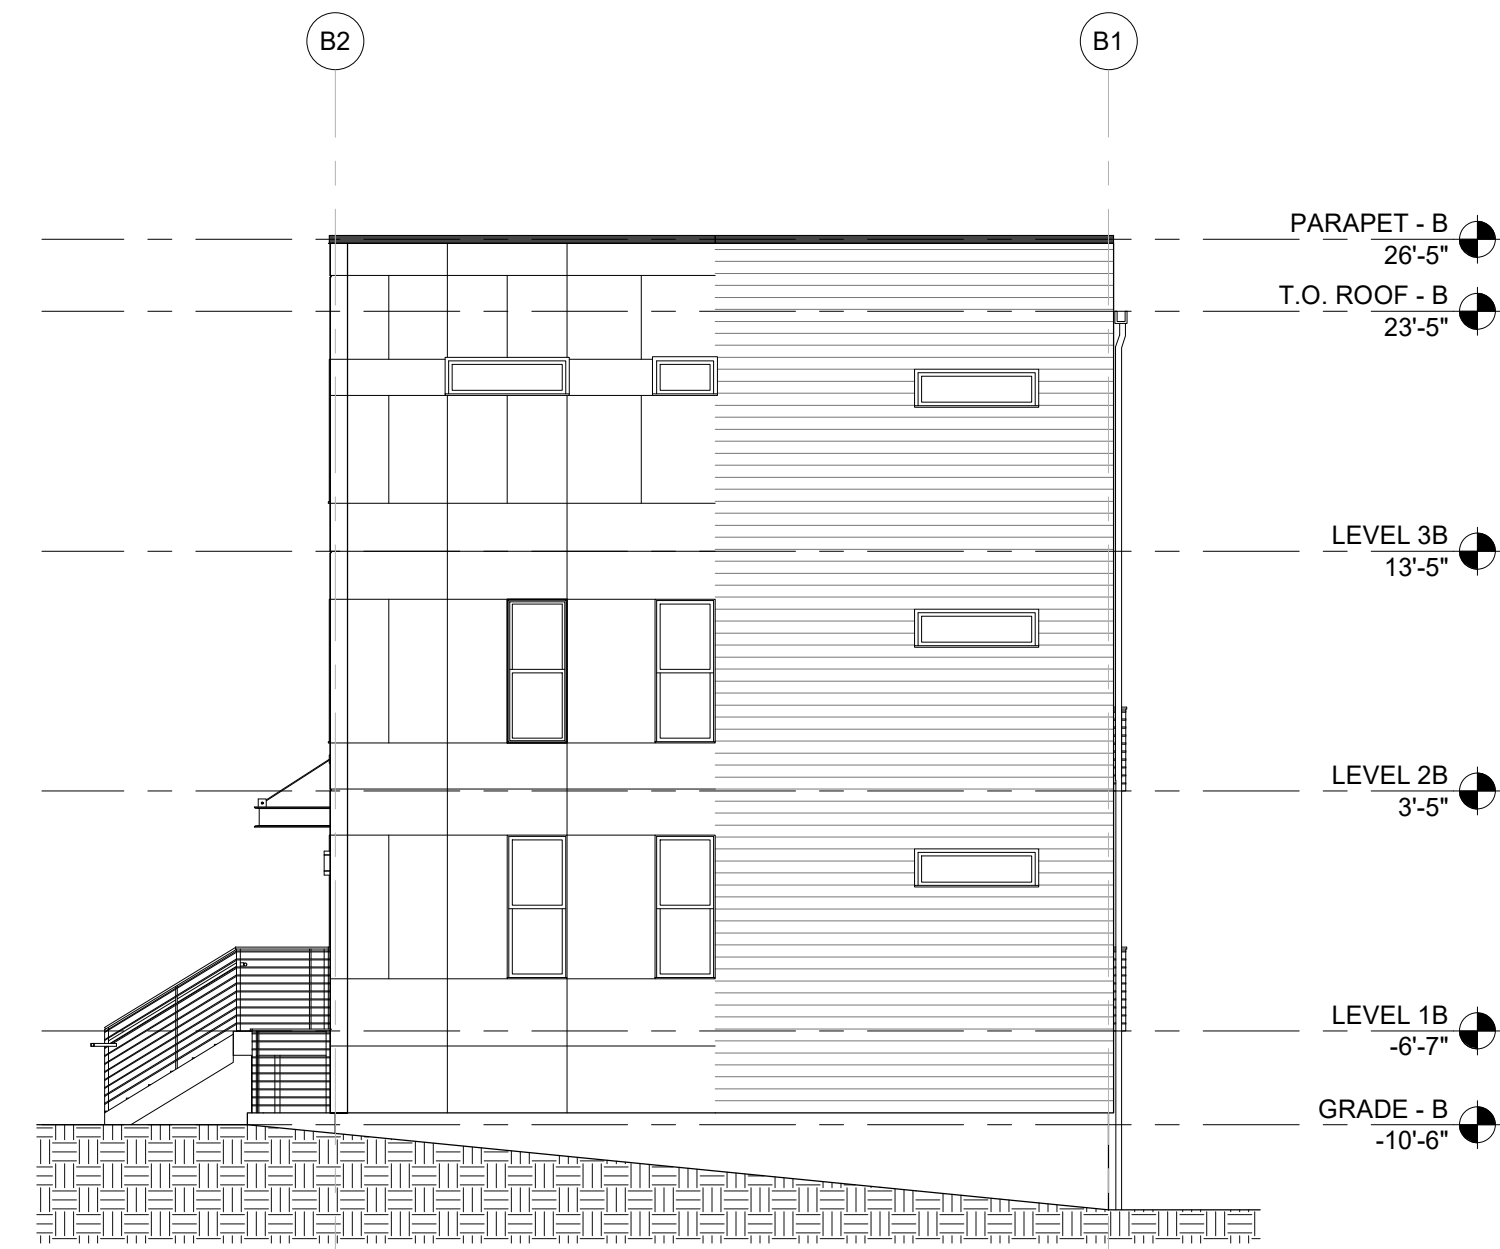 B2
B1
PARAPET - B
26'-5"
T.O. ROOF - B
23'-5"
LEVEL 3B
13'-5"
LEVEL 2B
3'-5"
LEVEL 1B
-6'-7"
GRADE - B
-10'-6"